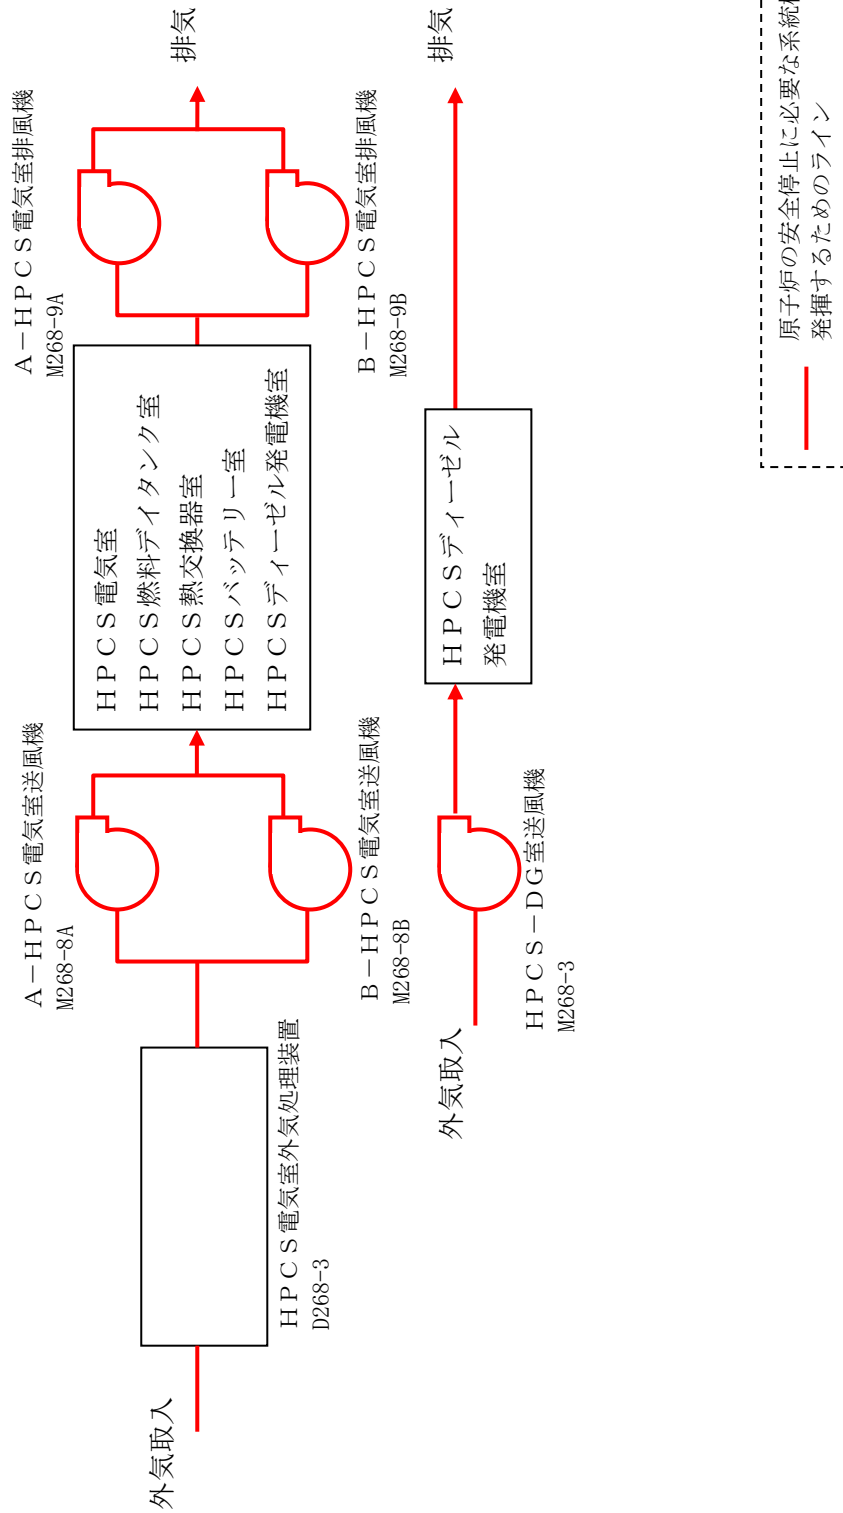 外気取入
ＨＰＣＳ電気室外気処理装置
D268-3
Ａ－ＨＰＣＳ電気室送風機
M268-8A
Ｂ－ＨＰＣＳ電気室送風機
M268-8B
ＨＰＣＳ電気室
ＨＰＣＳ燃料デイタンク室
ＨＰＣＳ熱交換器室
ＨＰＣＳバッテリー室
ＨＰＣＳディーゼル発電機室
Ａ－ＨＰＣＳ電気室排風機
M268-9A
Ｂ－ＨＰＣＳ電気室排風機
M268-9B
排気
外気取入
ＨＰＣＳ－ＤＧ室送風機
M268-3
ＨＰＣＳディーゼル
発電機室
排気
原子炉の安全停止に必要な系統
発揮するためのライン